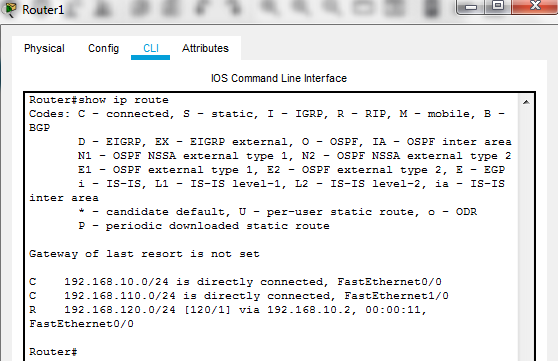 Router1
Physical Config CLI Attributes
IOS Command Line Interface
Router#show ip route
Codes: C - connected, S - static, I - IGRP, R - RIP, M - mobile, B -
BGP
D - EIGRP, EX - EIGRP external, O - OSPF, IA - OSPF inter area
N1 - OSPF NSSA external type 1, N2 - OSPF NSSA external type 2
E1 - OSPF external type 1, E2 - OSPF external type 2, E - EGP
i - IS-IS, L1 - IS-IS level-1, L2 - IS-IS level-2, ia - IS-IS
inter area
* - candidate default, U - per-user static route, o - ODR
P - periodic downloaded static route
Gateway of last resort is not set
C 192.168.10.0/24 is directly connected, FastEthernet0/0
C 192.168.110.0/24 is directly connected, FastEthernet1/0
R 192.168.120.0/24 [120/1] via 192.168.10.2, 00:00:11,
FastEthernet0/0
Router#